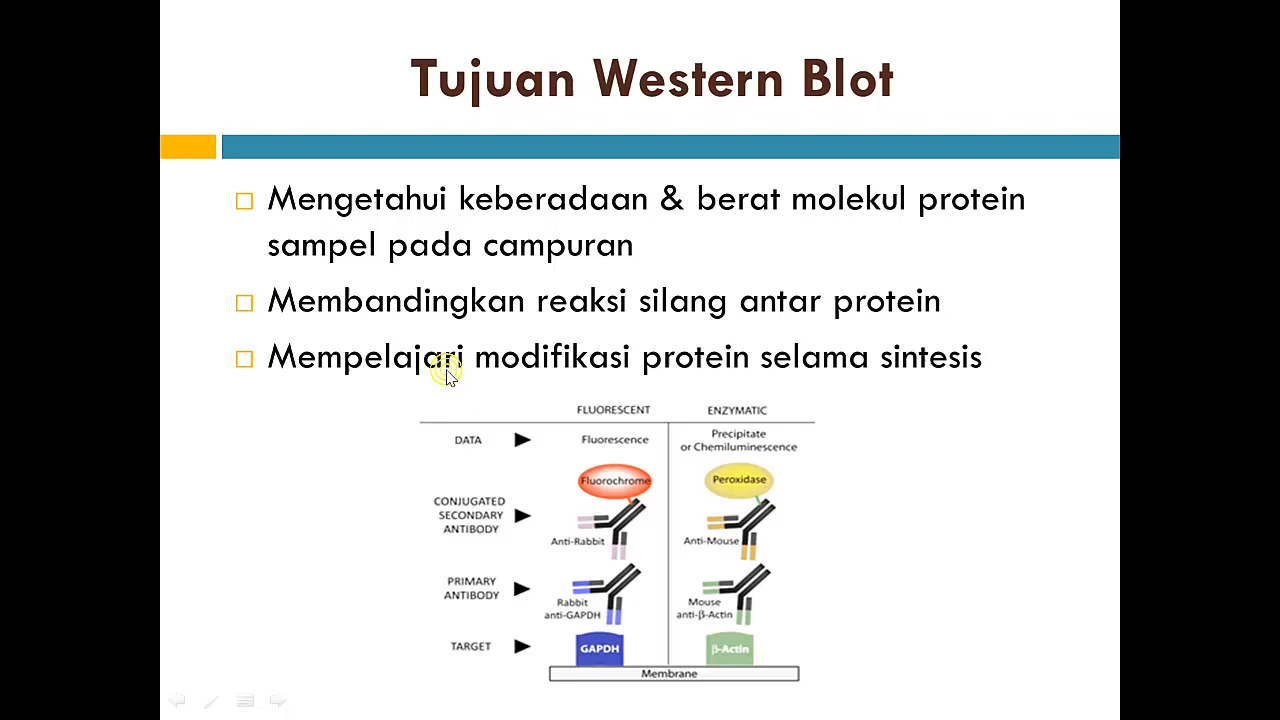 Tujuan Western Blot
Mengetahui keberadaan & berat molekul protein
sampel pada campuran
Membandingkan reaksi silang antar protein
Mempelajari modifikasi protein selama sintesis
FLUORESCENT ENZYMATIC
DATA Fluorescence Precipitate
or Chemiluminescence
Fluorochrome Peroxidase
CONJUGATED
SECONDARY
ANTIBODY
Anti-Rabbit Anti-Mouse
PRIMARY
ANTIBODY
Rabbit
anti-GAPDH
Mouse
anti-β-Actin
TARGET GAPDH β-Actin
Membrane